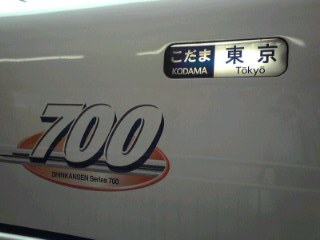 こだま 東京
KODAMA Tōkyō
700
SHINKANSEN Series 700